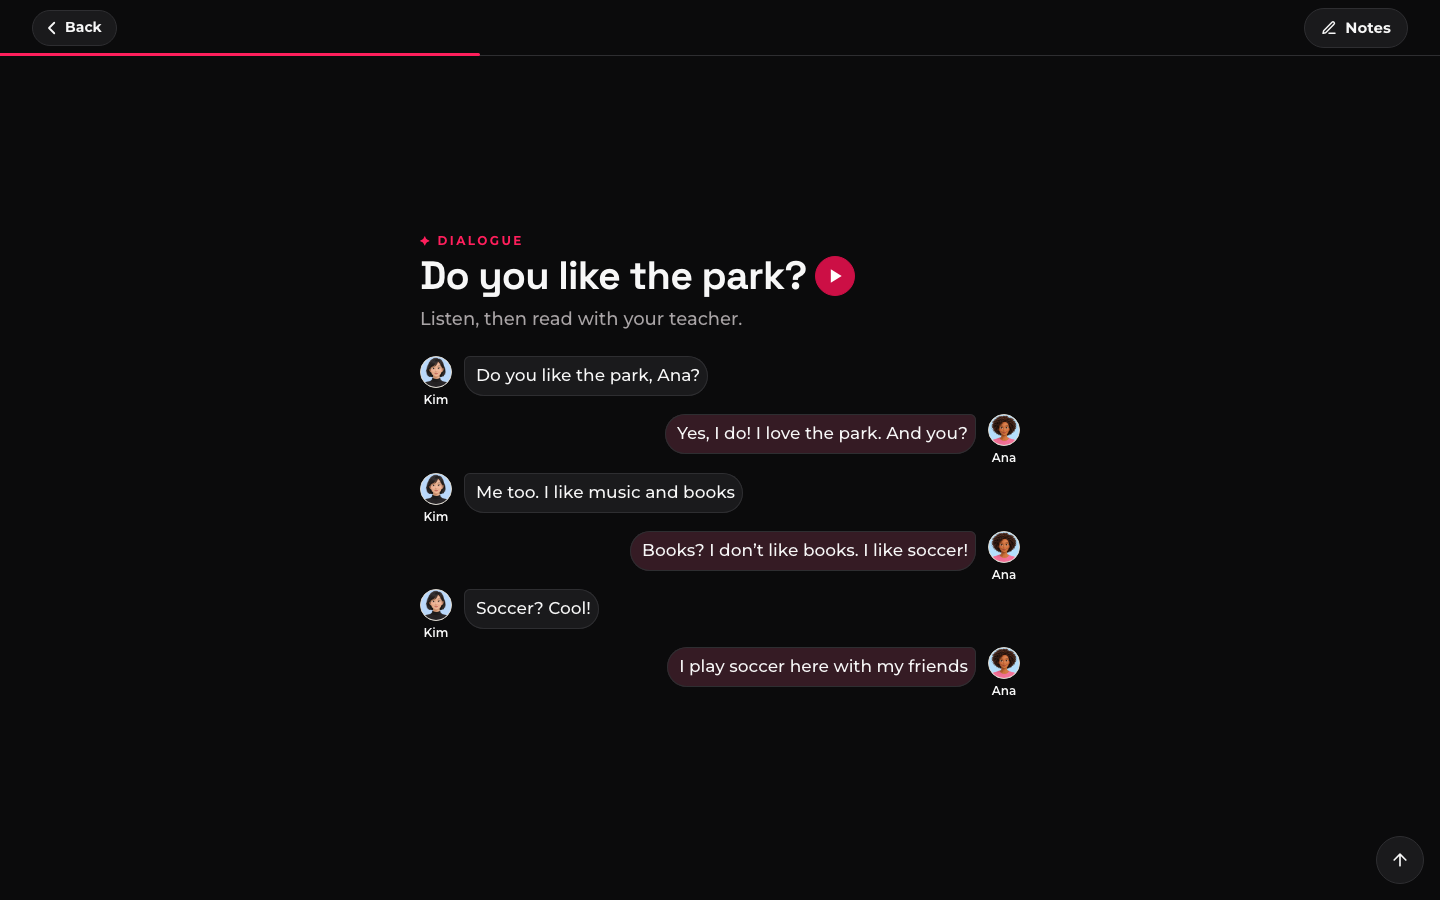 Back
Notes
DIALOGUE
Do you like the park?
Listen, then read with your teacher.
Do you like the park, Ana?
Kim
Yes, I do! I love the park. And you?
Ana
Me too. I like music and books
Kim
Books? I don’t like books. I like soccer!
Ana
Soccer? Cool!
Kim
I play soccer here with my friends
Ana